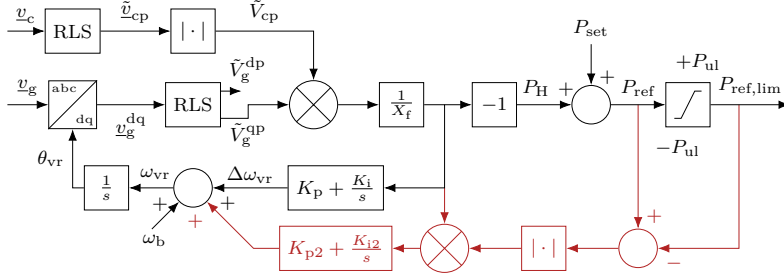 v_c RLS ṽ_cp |·| Ṽ_cp
P_set
v_g abc dq v_g^dq RLS Ṽ_g^dp Ṽ_g^qp 1/X_f −1 P_H + + P_ref +P_ul −P_ul P_ref,lim
θ_vr 1/s ω_vr Δω_vr K_p + K_i/s
+ + + ω_b K_p2 + K_i2/s |·| + −